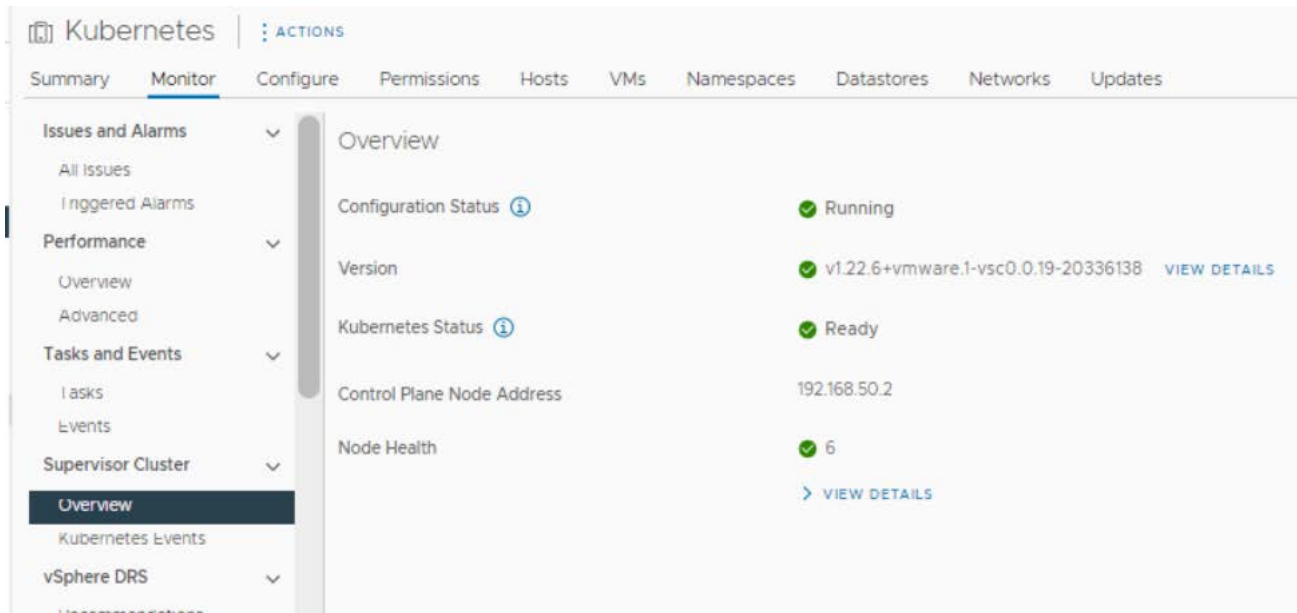 Kubernetes ACTIONS
Summary Monitor Configure Permissions Hosts VMs Namespaces Datastores Networks Updates
Issues and Alarms
All Issues
Triggered Alarms
Performance
Overview
Advanced
Tasks and Events
Tasks
Events
Supervisor Cluster
Overview
Kubernetes Events
vSphere DRS
Overview
Configuration Status Running
Version v1.22.6+vmware.1-vsc0.0.19-20336138 VIEW DETAILS
Kubernetes Status Ready
Control Plane Node Address 192.168.50.2
Node Health 6
VIEW DETAILS